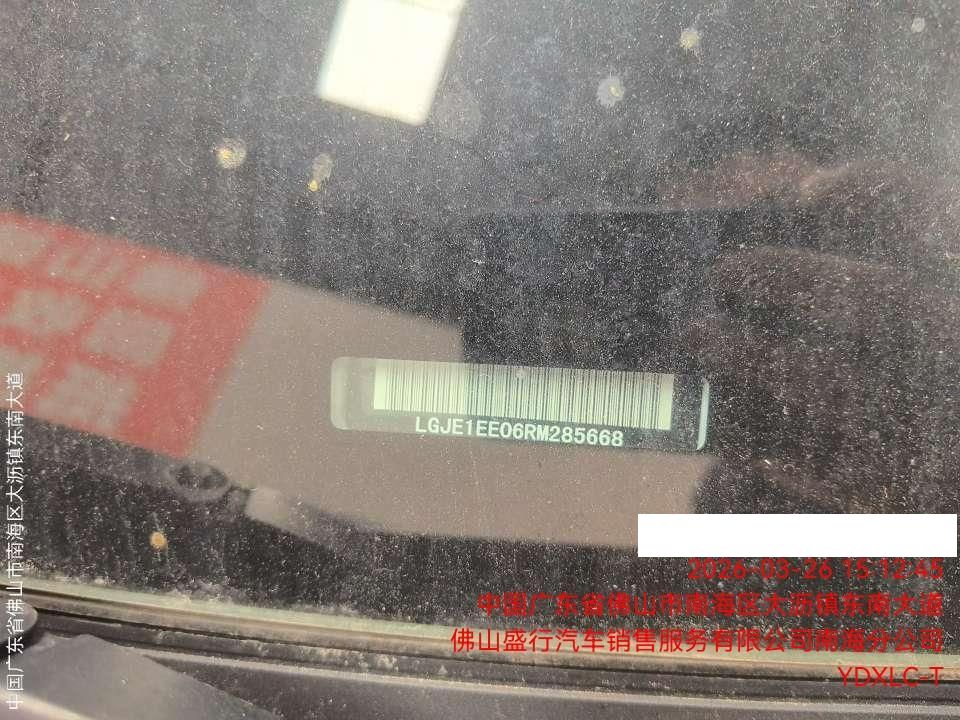 LGJE1EE06RM285668
2026-03-26 15:12:45
中国广东省佛山市南海区大沥镇东南大道
佛山盛行汽车销售服务有限公司南海分公司
YDXLC-T
中国广东省佛山市南海区大沥镇东南大道